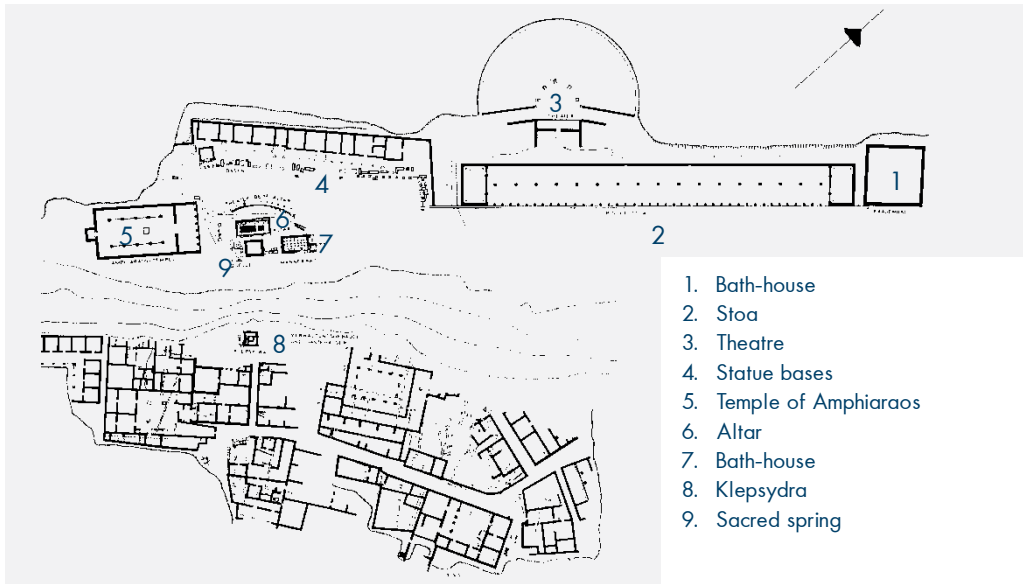 3
THEATER
1
4
6
5
7
2
9
8
1. Bath-house
2. Stoa
3. Theatre
4. Statue bases
5. Temple of Amphiaraos
6. Altar
7. Bath-house
8. Klepsydra
9. Sacred spring